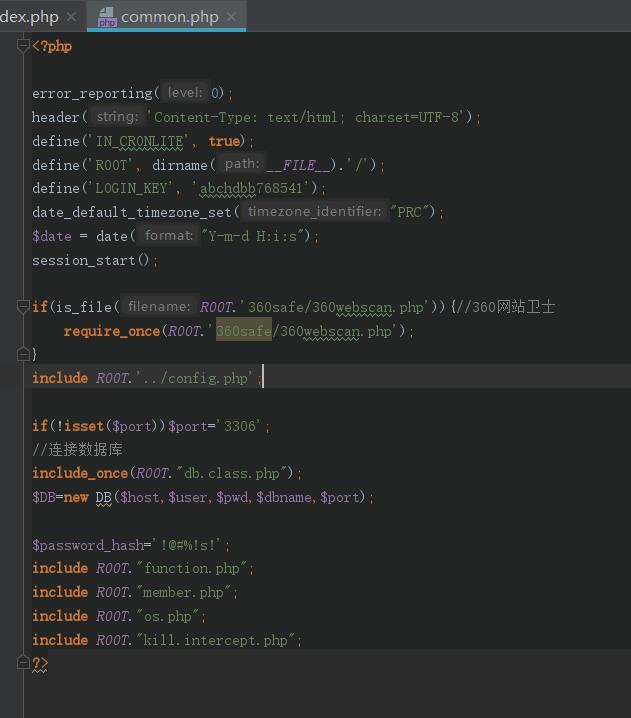 dex.php
common.php
<?php
error_reporting( level: 0);
header( string: 'Content-Type: text/html; charset=UTF-8');
define('IN_CRONLITE', true);
define('ROOT', dirname( path: __FILE__).'/');
define('LOGIN_KEY', 'abchdbb768541');
date_default_timezone_set( timezone_identifier: "PRC");
$date = date( format: "Y-m-d H:i:s");
session_start();
if(is_file( filename: ROOT.'360safe/360webscan.php')){//360网站卫士
require_once(ROOT.'360safe/360webscan.php');
}
include ROOT.'../config.php';
if(!isset($port))$port='3306';
//连接数据库
include_once(ROOT."db.class.php");
$DB=new DB($host,$user,$pwd,$dbname,$port);
$password_hash='!@#%!s!';
include ROOT."function.php";
include ROOT."member.php";
include ROOT."os.php";
include ROOT."kill.intercept.php";
?>